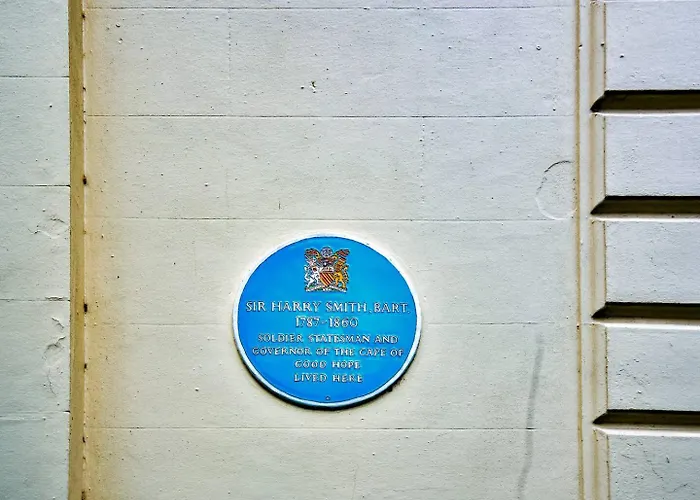 SIR HARRY SMITH, BART.
1787-1860
SOLDIER STATESMAN AND
GOVERNOR OF THE CAPE OF
GOOD HOPE
LIVED HERE